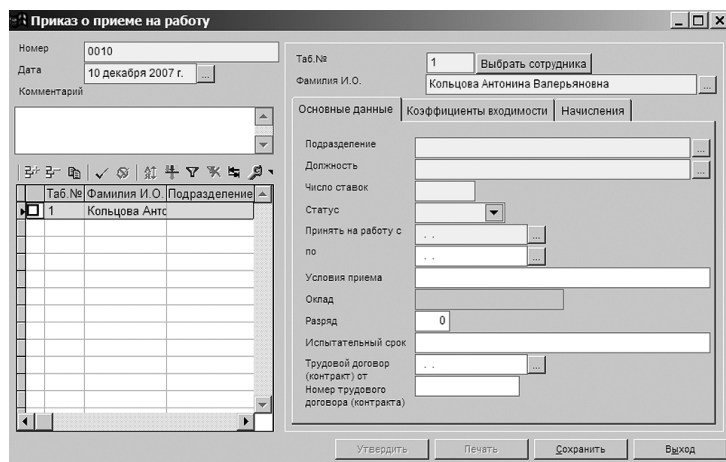 Приказ о приеме на работу
Номер
0010
Дата
10 декабря 2007 г.
...
Комментарий
Таб.№ Фамилия И.О. Подразделение
1 Кольцова Антс
Таб.№
1
Выбрать сотрудника
Фамилия И.О.
Кольцова Антонина Валерьяновна
...
Основные данные Коэффициенты входимости Начисления
Подразделение
...
Должность
...
Число ставок
Статус
Принять на работу с
. .
...
по
. .
...
Условия приема
Оклад
Разряд
0
Испытательный срок
Трудовой договор
(контракт) от
. .
...
Номер трудового
договора (контракта)
Утвердить Печать Сохранить Выход